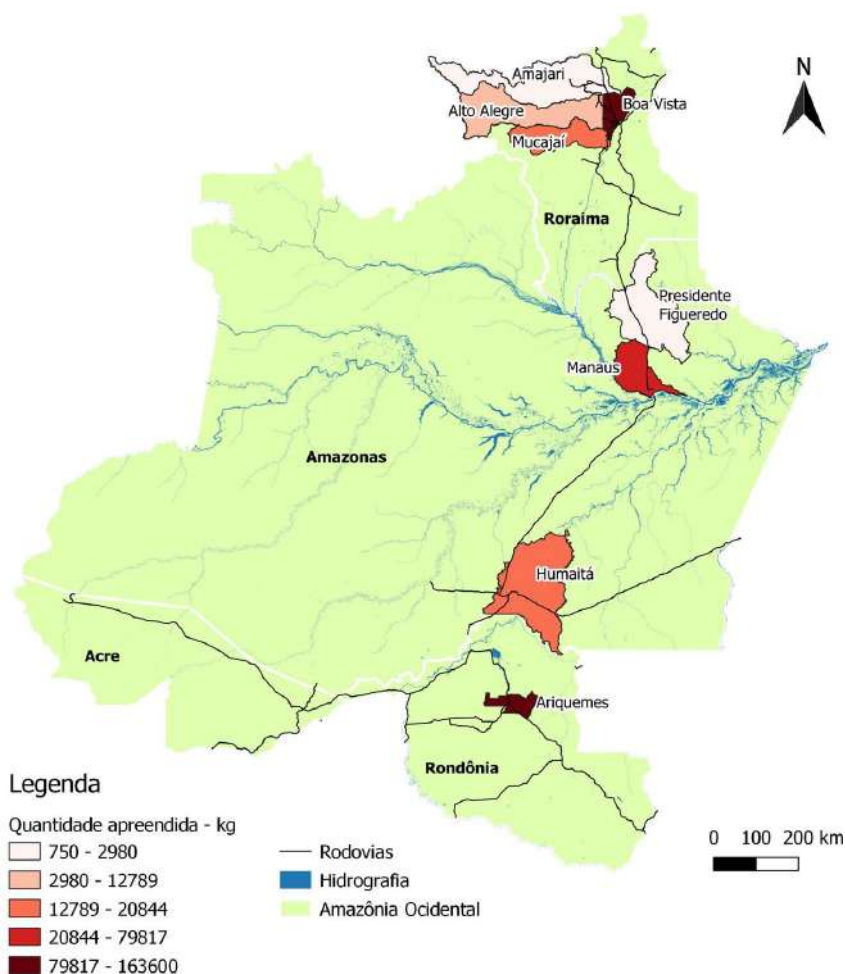 N
Amajari
Boa Vista
Alto Alegre
Mucajaí
Roraima
Presidente
Figueredo
Manaus
Amazonas
Humaitá
Acre
Ariquemes
Rondônia
Legenda
Quantidade apreendida - kg
750 - 2980
2980 - 12789
12789 - 20844
20844 - 79817
79817 - 163600
Rodovias
Hidrografia
Amazônia Ocidental
0 100 200 km